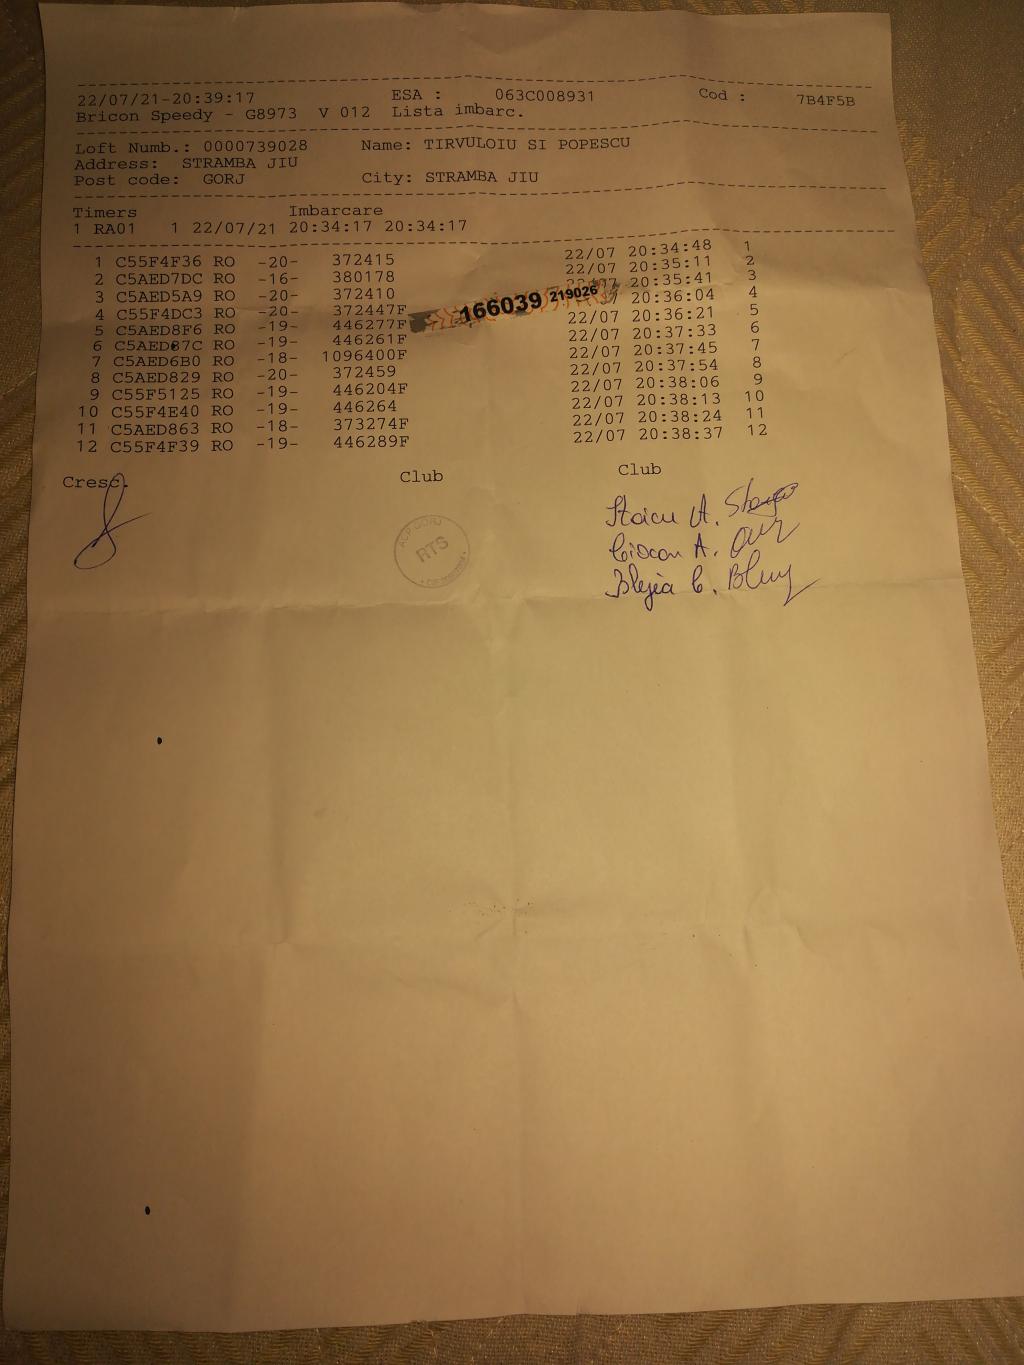 22/07/21-20:39:17 ESA : 063C008931 Cod : 7B4F5B
Bricon Speedy - G8973 V 012 Lista imbarc.
Loft Numb.: 0000739028 Name: TIRVULOIU SI POPESCU
Address: STRAMBA JIU
Post code: GORJ City: STRAMBA JIU
Timers Imbarcare
1 RA01 1 22/07/21 20:34:17 20:34:17
1 C55F4F36 RO -20- 372415 22/07 20:34:48 1
2 C5AED7DC RO -16- 380178 22/07 20:35:11 2
3 C5AED5A9 RO -20- 372410 20:35:41 3
4 C55F4DC3 RO -20- 372447F 20:36:04 4
166039 219026
5 C5AED8F6 RO -19- 446277F 22/07 20:36:21 5
6 C5AED87C RO -19- 446261F 22/07 20:37:33 6
7 C5AED6B0 RO -18- 1096400F 22/07 20:37:45 7
8 C5AED829 RO -20- 372459 22/07 20:37:54 8
9 C55F5125 RO -19- 446204F 22/07 20:38:06 9
10 C55F4E40 RO -19- 446264 22/07 20:38:13 10
11 C5AED863 RO -18- 373274F 22/07 20:38:24 11
12 C55F4F39 RO -19- 446289F 22/07 20:38:37 12
Cresc. Club Club
Staicu A.
Ciocan A.
Blejea C.
ACP GORJ
RTS